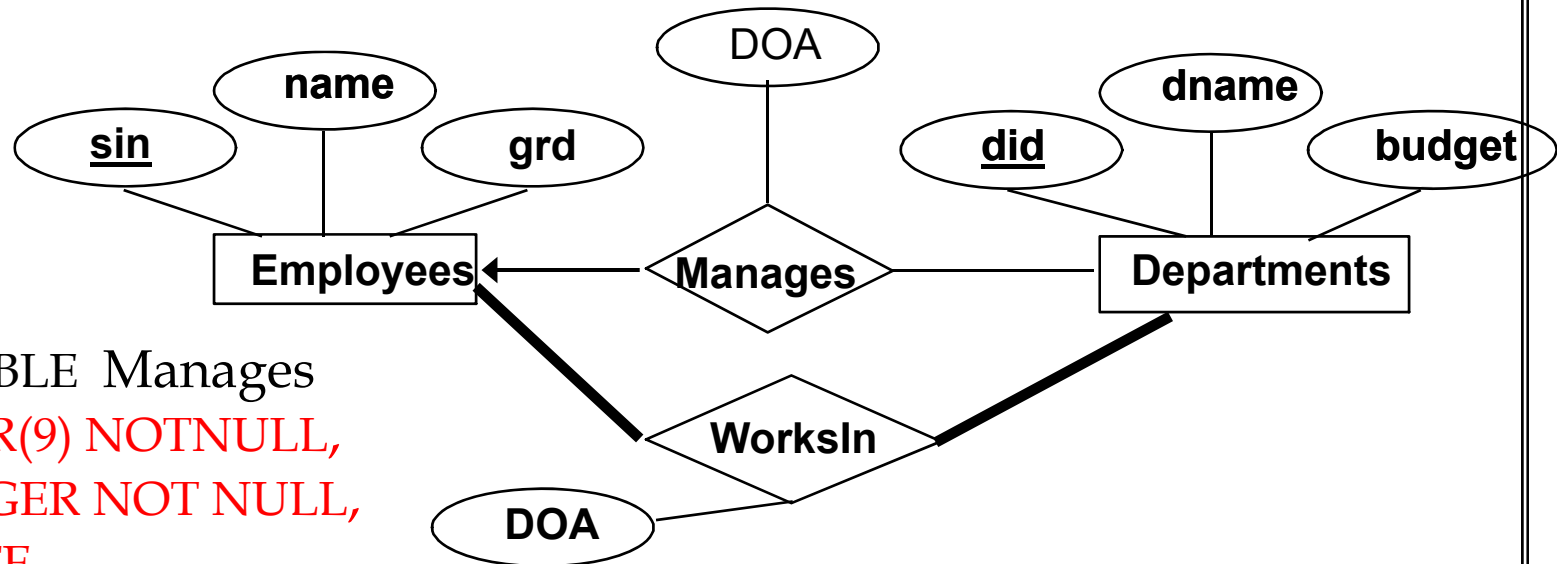 DOA
name
dname
sin
grd
did
budget
Employees
Manages
Departments
BLE Manages
R(9) NOTNULL,
GER NOT NULL,
WorksIn
DOA